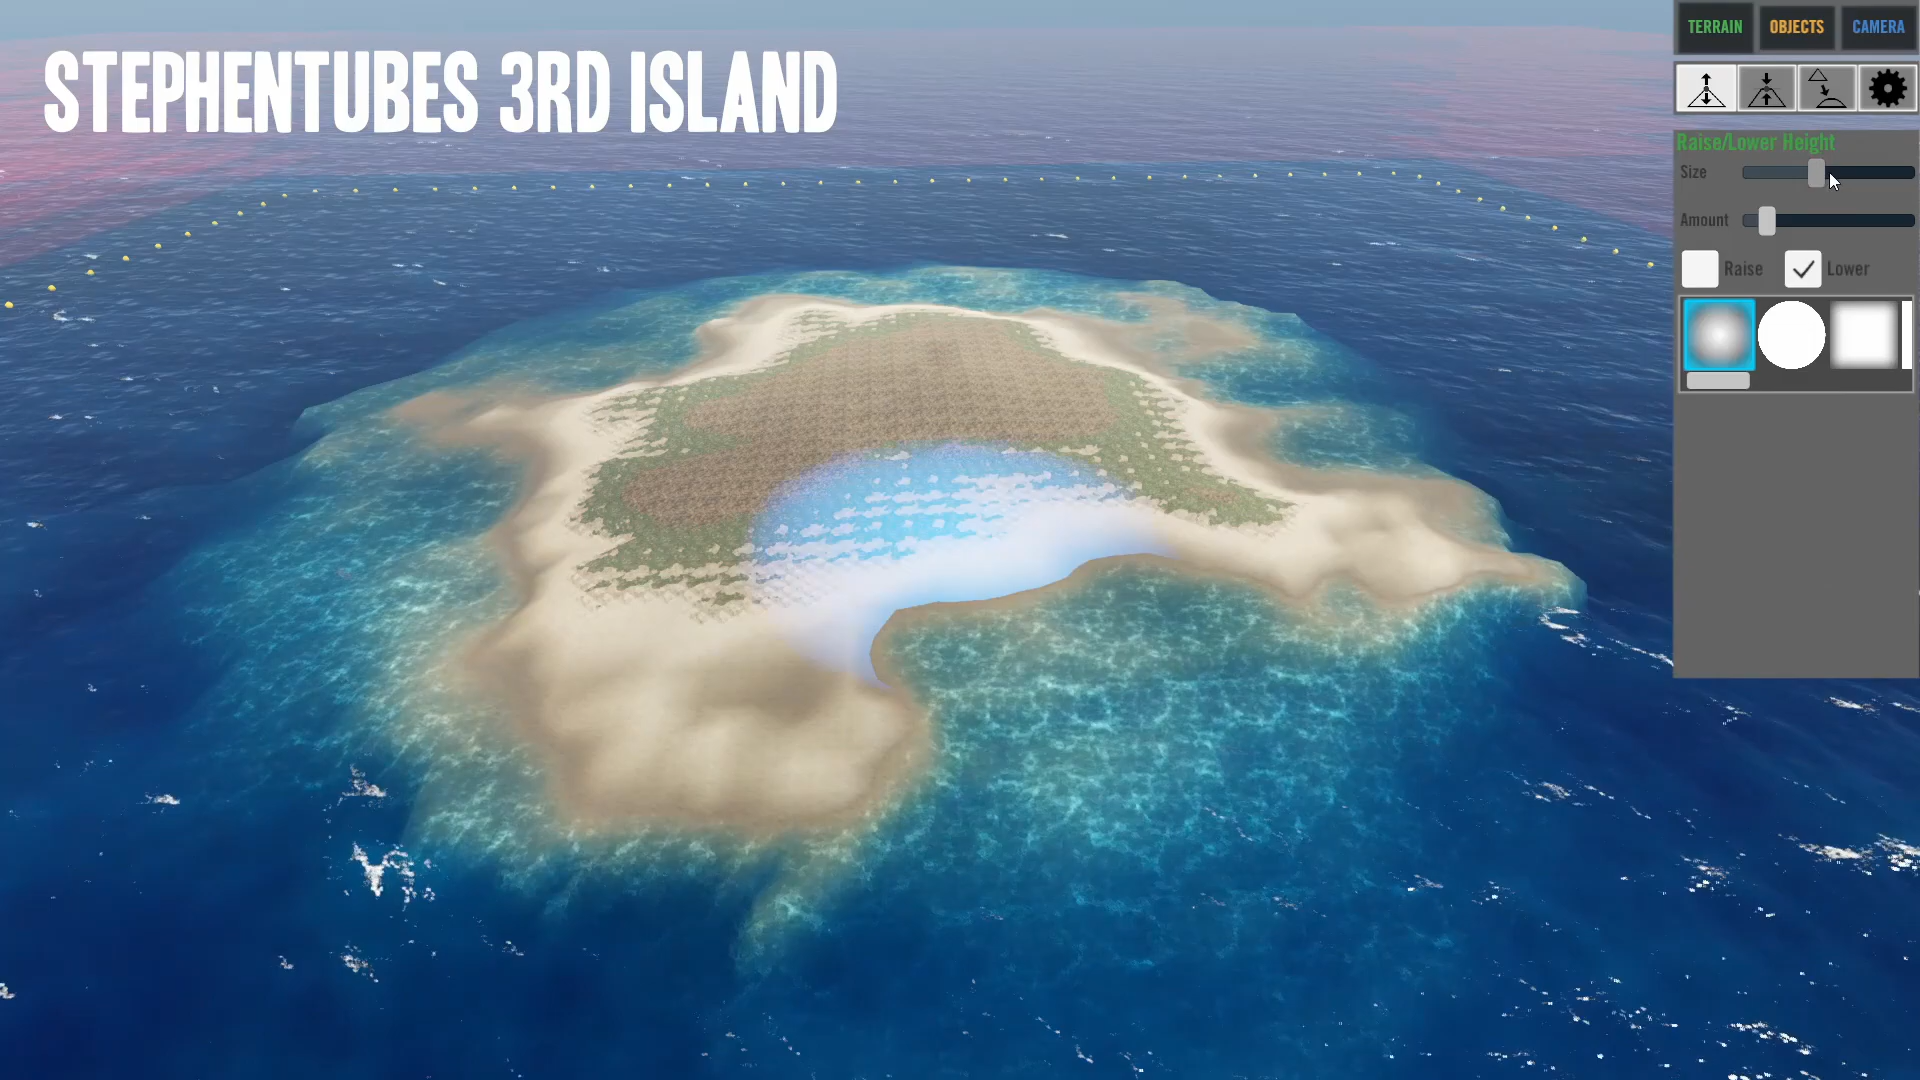 STEPHENTUBES 3RD ISLAND
TERRAIN OBJECTS CAMERA
Raise/Lower Height
Size
Amount
Raise Lower